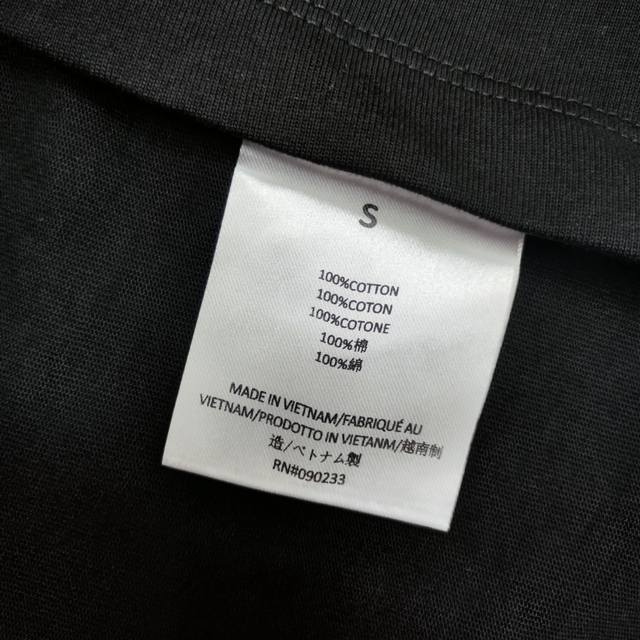 S
100%COTTON
100%COTON
100%COTONE
100%棉
100%綿
MADE IN VIETNAM/FABRIQUÉ AU
VIETNAM/PRODOTTO IN VIETANM/越南制
造/ベトナム製
RN#090233